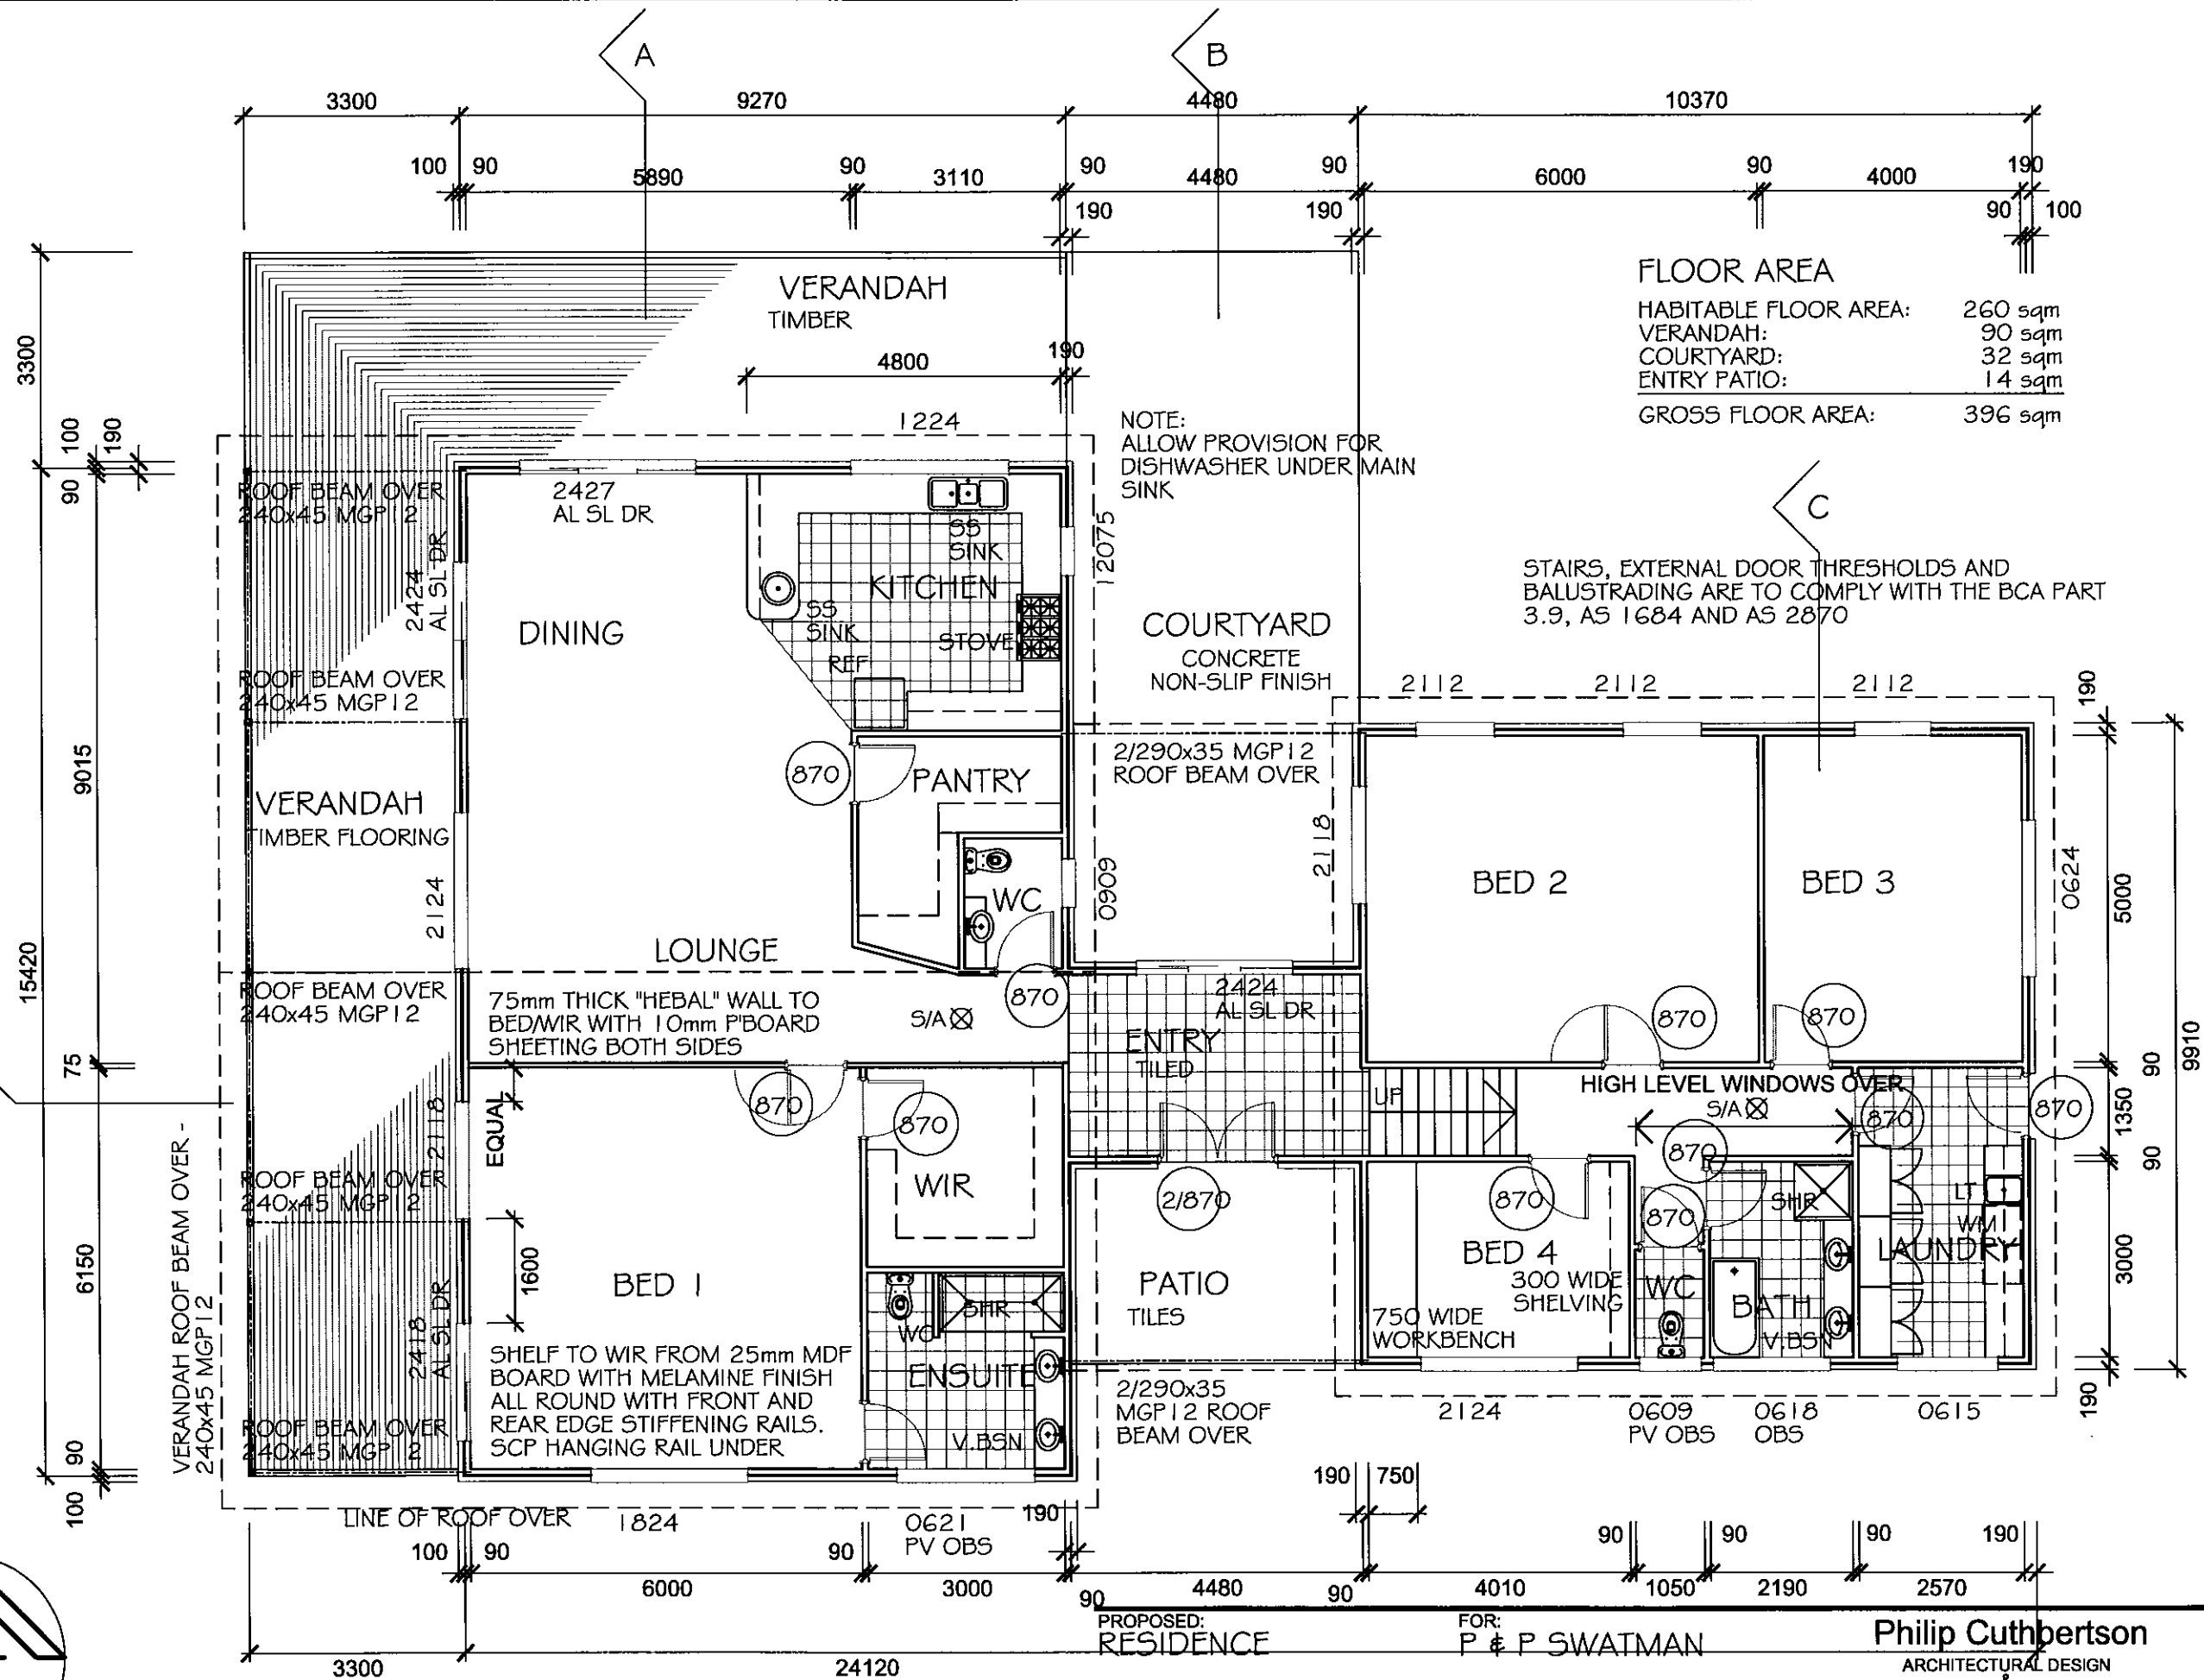 A
B
3300
9270
4480
10370
100
90
5890
90
3110
90
4480
90
6000
90
4000
190
190
190
90
100
FLOOR AREA
HABITABLE FLOOR AREA: 260 sqm
VERANDAH: 90 sqm
COURTYARD: 32 sqm
ENTRY PATIO: 14 sqm
GROSS FLOOR AREA: 396 sqm
VERANDAH
TIMBER
3300
4800
190
1224
NOTE:
ALLOW PROVISION FOR
DISHWASHER UNDER MAIN
SINK
100
190
90
ROOF BEAM OVER
240x45 MGP12
2427
AL SL DR
2424
AL SL DR
SS
SINK
KITCHEN
12075
C
STAIRS, EXTERNAL DOOR THRESHOLDS AND
BALUSTRADING ARE TO COMPLY WITH THE BCA PART
3.9, AS 1684 AND AS 2870
DINING
SS
SINK
STOVE
REF
COURTYARD
CONCRETE
NON-SLIP FINISH
ROOF BEAM OVER
240x45 MGP12
2112
2112
2112
190
9015
870
PANTRY
2/290x35 MGP12
ROOF BEAM OVER
VERANDAH
TIMBER FLOORING
2124
2118
WC
0909
BED 2
BED 3
0624
5000
LOUNGE
15420
ROOF BEAM OVER
240x45 MGP12
75mm THICK "HEBAL" WALL TO
BED/WIR WITH 10mm P'BOARD
SHEETING BOTH SIDES
S/A
870
2424
AL SL DR
ENTRY
TILED
870
870
9910
75
EQUAL
2118
870
870
UP
HIGH LEVEL WINDOWS OVER
S/A
870
870
870
90
1350
90
VERANDAH ROOF BEAM OVER -
240x45 MGP12
ROOF BEAM OVER
240x45 MGP12
WIR
2/870
870
870
SHR
LT
WM
LAUNDRY
6150
1600
BED 1
PATIO
TILES
BED 4
300 WIDE
SHELVING
750 WIDE
WORKBENCH
WC
BATH
V.BSN
3000
2418
AL SL DR
WC
SHR
ENSUITE
V.BSN
SHELF TO WIR FROM 25mm MDF
BOARD WITH MELAMINE FINISH
ALL ROUND WITH FRONT AND
REAR EDGE STIFFENING RAILS.
SCP HANGING RAIL UNDER
ROOF BEAM OVER
240x45 MGP12
2/290x35
MGP12 ROOF
BEAM OVER
2124
0609
PV OBS
0618
OBS
0615
190
90
100
190
750
LINE OF ROOF OVER
1824
0621
PV OBS
190
100
90
90
90
90
90
190
6000
3000
90
4480
90
4010
1050
2190
2570
PROPOSED:
RESIDENCE
FOR:
P & P SWATMAN
Philip Cuthbertson
ARCHITECTURAL DESIGN
3300
24120